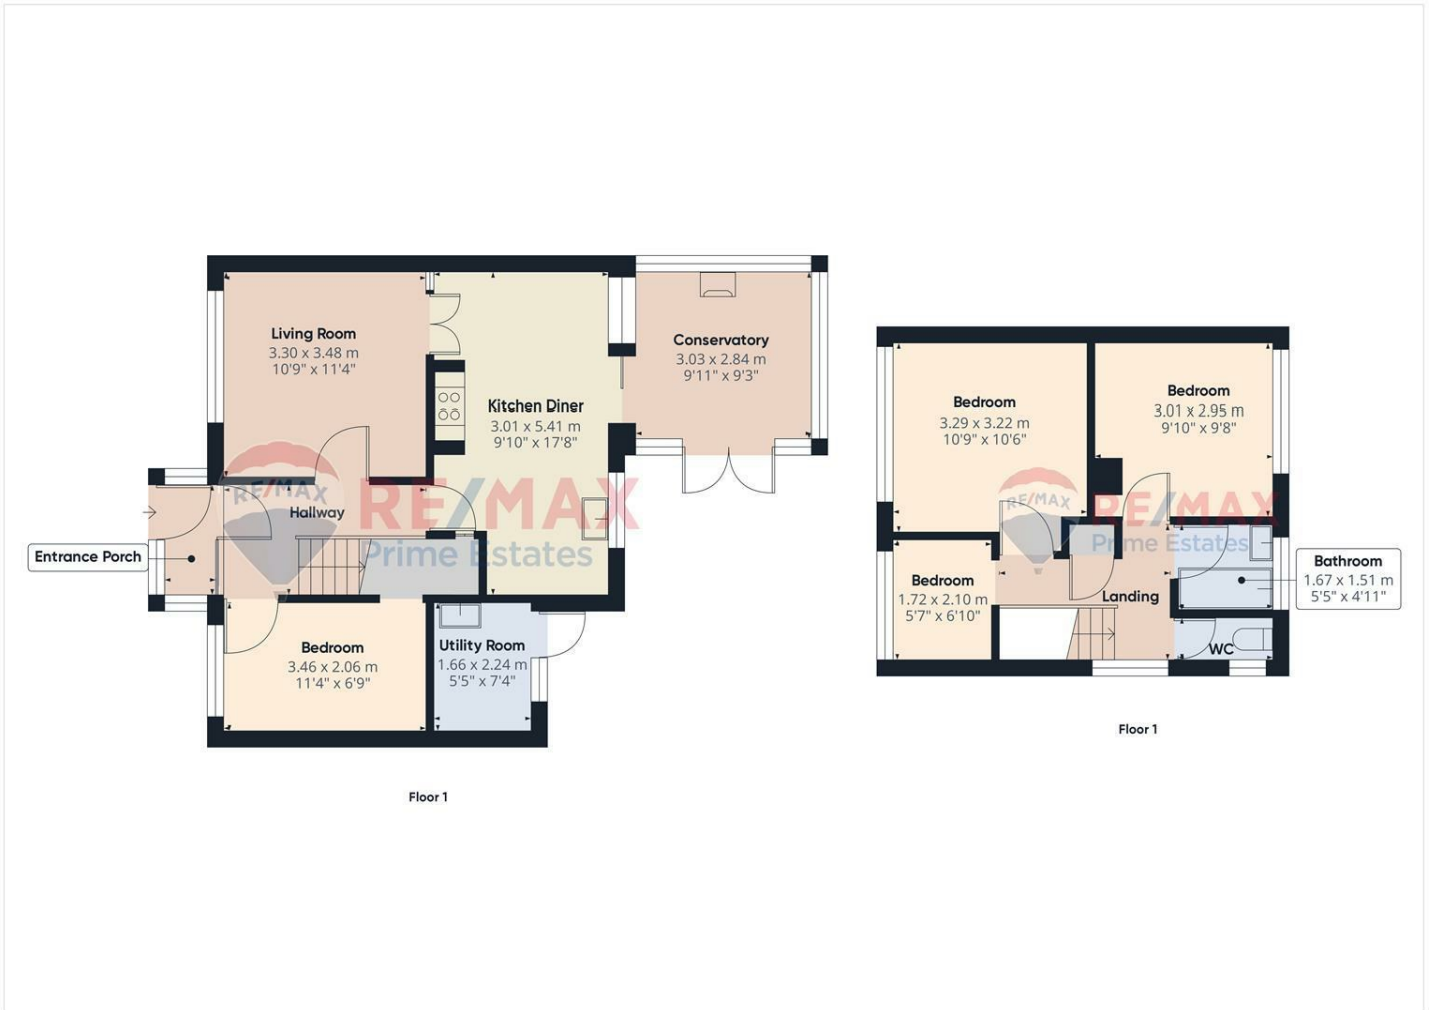 Living Room
3.30 x 3.48 m
10'9" x 11'4"
Kitchen Diner
3.01 x 5.41 m
9'10" x 17'8"
Conservatory
3.03 x 2.84 m
9'11" x 9'3"
Hallway
Entrance Porch
Bedroom
3.46 x 2.06 m
11'4" x 6'9"
Utility Room
1.66 x 2.24 m
5'5" x 7'4"
RE/MAX
RE/MAX
Prime Estates
Floor 1
Bedroom
3.29 x 3.22 m
10'9" x 10'6"
Bedroom
3.01 x 2.95 m
9'10" x 9'8"
Bedroom
1.72 x 2.10 m
5'7" x 6'10"
Landing
Bathroom
1.67 x 1.51 m
5'5" x 4'11"
WC
RE/MAX
RE/MAX
Prime Estates
Floor 1